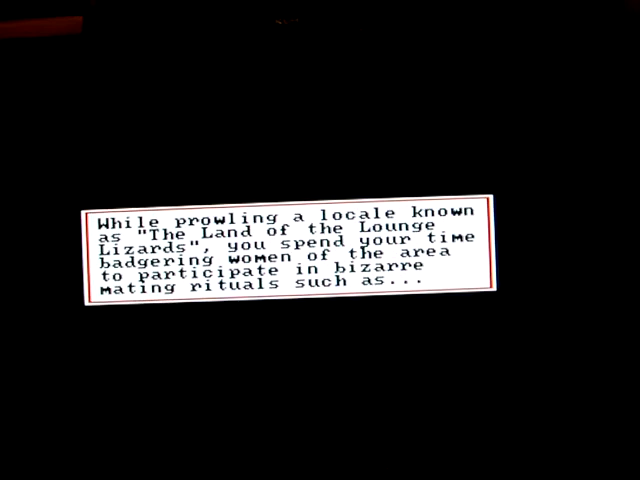 While prowling a locale known
as "The Land of the Lounge
Lizards", you spend your time
badgering women of the area
to participate in bizarre
mating rituals such as...